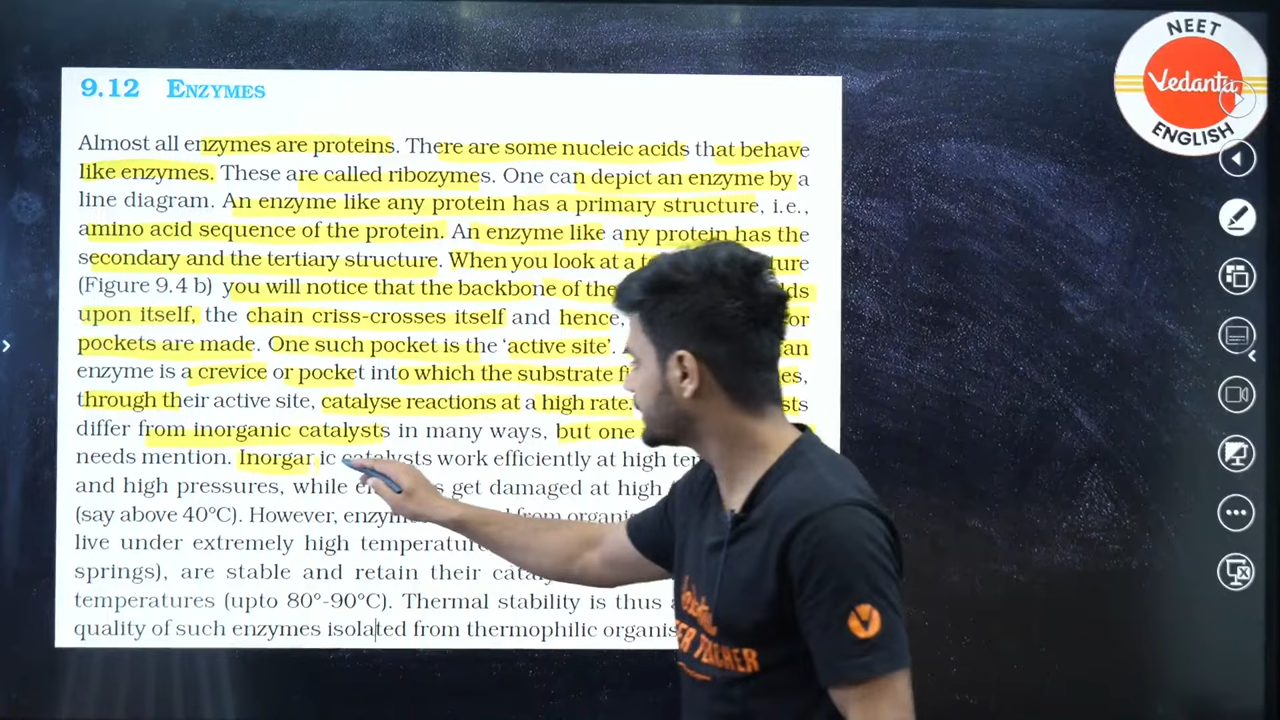 NEET
Vedantu
ENGLISH
9.12 ENZYMES
Almost all enzymes are proteins. There are some nucleic acids that behave
like enzymes. These are called ribozymes. One can depict an enzyme by a
line diagram. An enzyme like any protein has a primary structure, i.e.,
amino acid sequence of the protein. An enzyme like any protein has the
secondary and the tertiary structure. When you look at a
(Figure 9.4 b) you will notice that the backbone of the
upon itself, the chain criss-crosses itself and hence, or
pockets are made. One such pocket is the 'active site'. an
enzyme is a crevice or pocket into which the substrate
through their active site, catalyse reactions at a high rate.
differ from inorganic catalysts in many ways, but one
needs mention. Inorganic catalysts work efficiently at high
and high pressures, while get damaged at high
(say above 40°C). However, from
live under extremely high
springs), are stable and retain their
temperatures (upto 80°-90°C). Thermal stability is thus
quality of such enzymes isolated from thermophilic